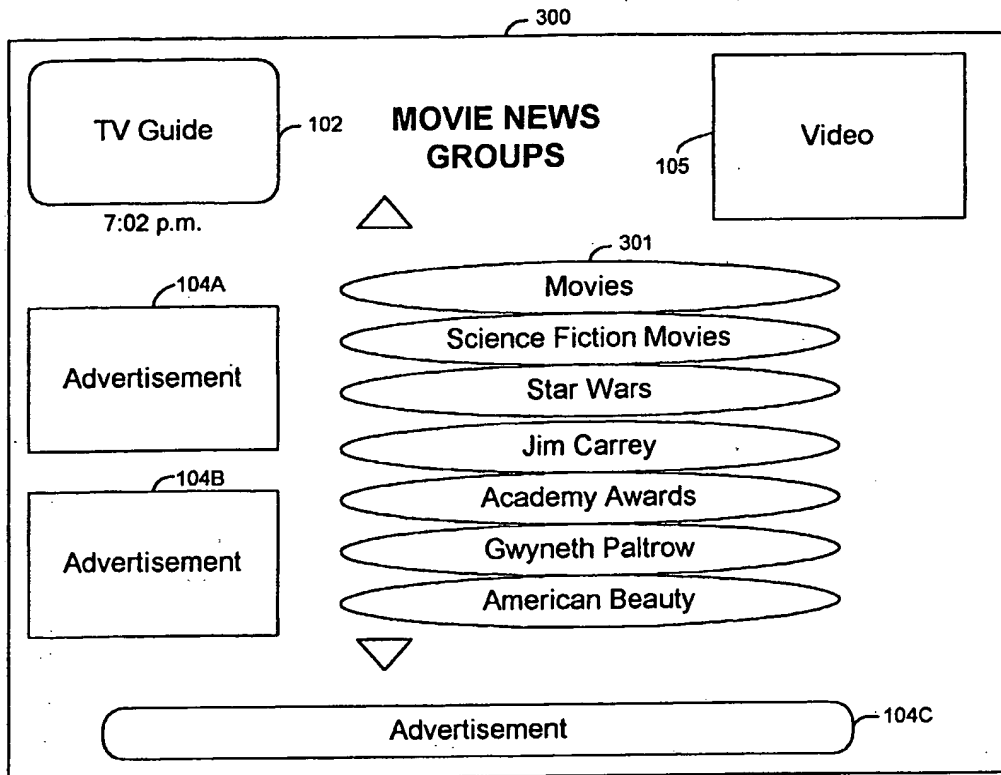 300
TV Guide
102
MOVIE NEWS
GROUPS
105
Video
7:02 p.m.
301
Movies
104A
Advertisement
Science Fiction Movies
Star Wars
Jim Carrey
104B
Advertisement
Academy Awards
Gwyneth Paltrow
American Beauty
Advertisement
104C